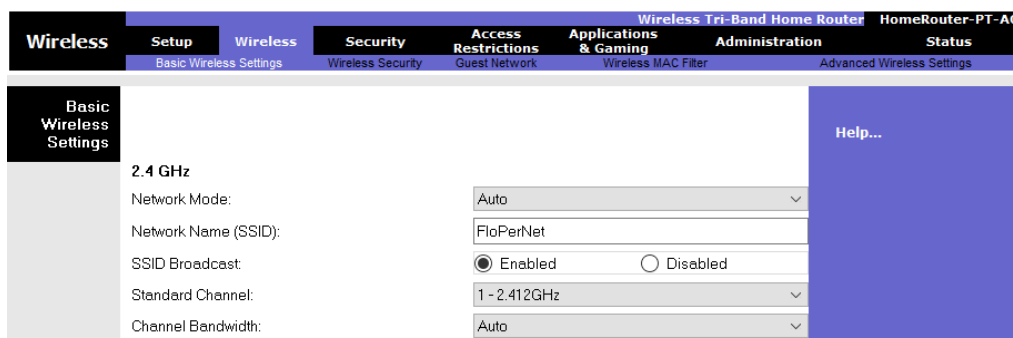 Wireless Tri-Band Home Router HomeRouter-PT-AC
Wireless Setup Wireless Security Access Restrictions Applications & Gaming Administration Status
Basic Wireless Settings Wireless Security Guest Network Wireless MAC Filter Advanced Wireless Settings
Basic
Wireless
Settings
Help...
2.4 GHz
Network Mode: Auto
Network Name (SSID): FloPerNet
SSID Broadcast: Enabled Disabled
Standard Channel: 1 - 2.412GHz
Channel Bandwidth: Auto